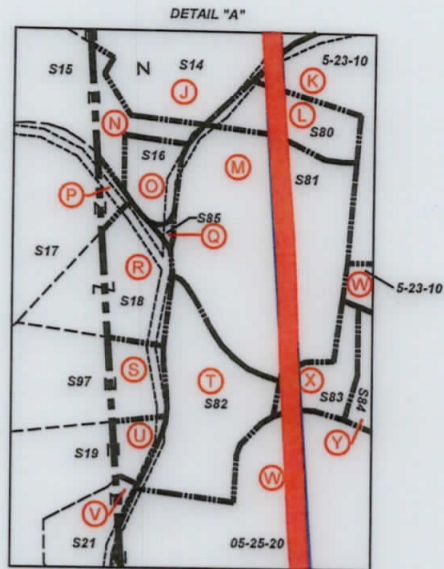 DETAIL "A"
S15
N
S14
5-23-10
J
K
L
N
S80
S16
M
S81
O
P
S85
Q
S17
R
W
5-23-10
S18
S
T
X
S97
S82
S83
S84
U
Y
S19
W
V
S21
05-25-20